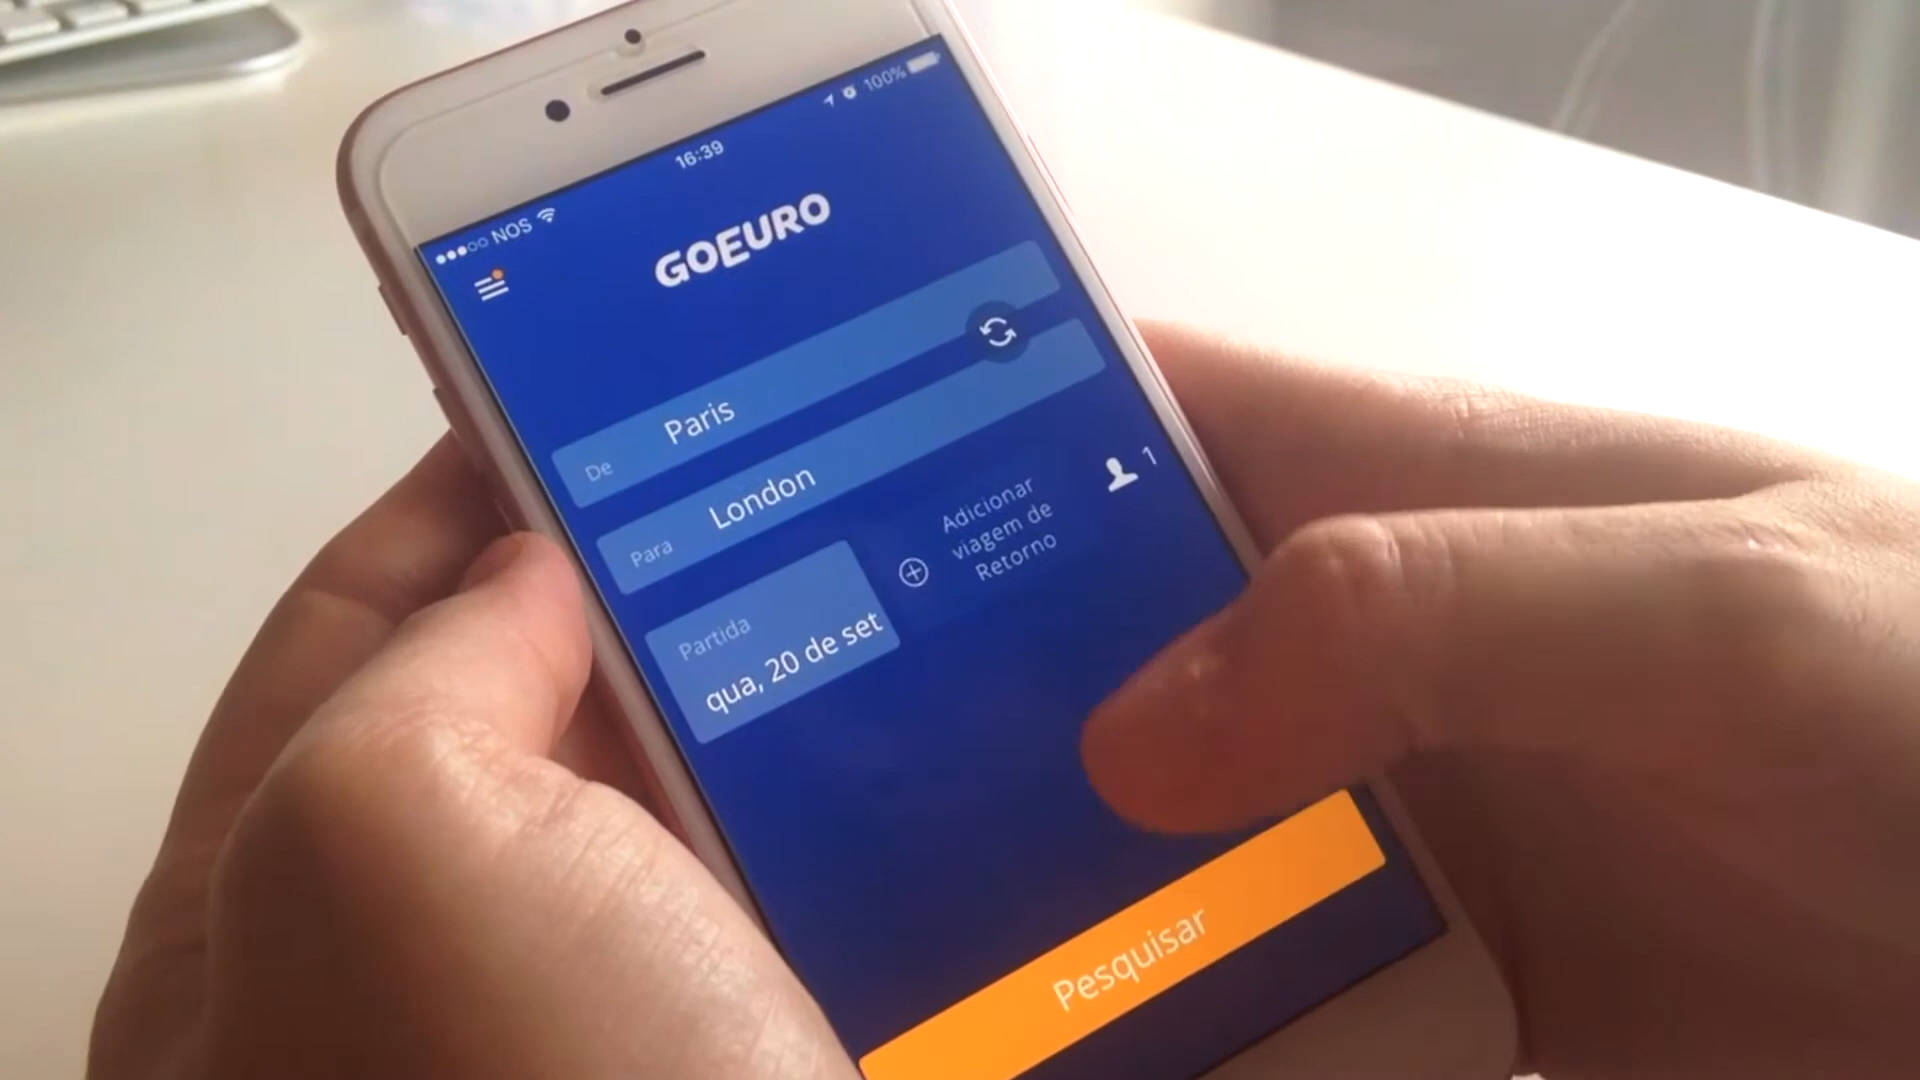 NOS
16:39
100%
GOEURO
De Paris
Para London
Partida
qua, 20 de set
Adicionar
viagem de
Retorno
1
Pesquisar